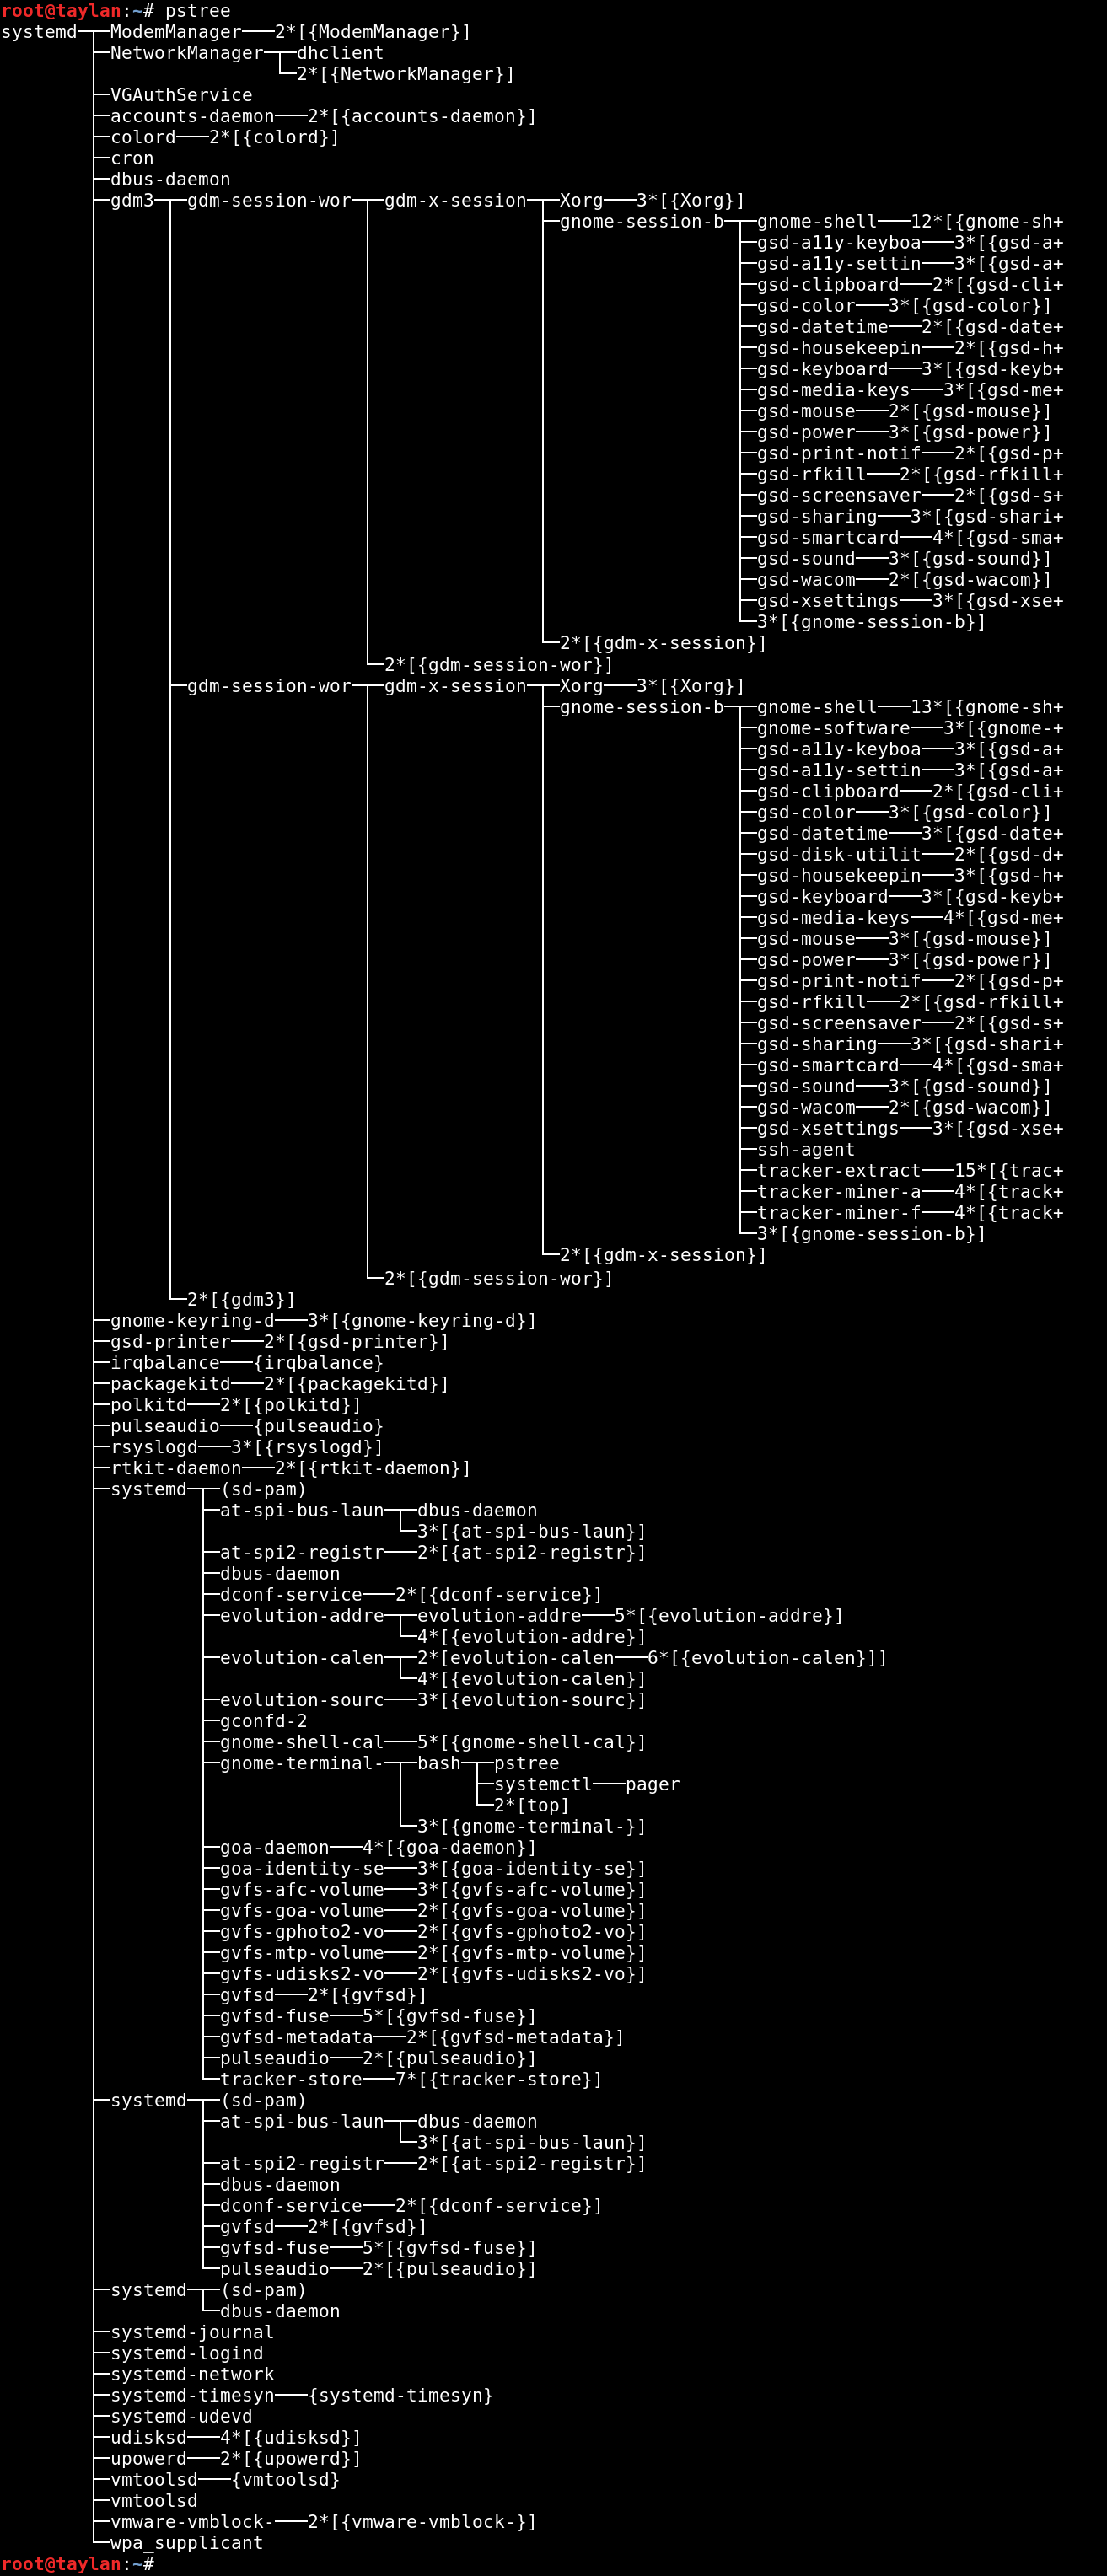 root@taylan:~# pstree
systemd─┬─ModemManager───2*[{ModemManager}]
        ├─NetworkManager─┬─dhclient
        │                └─2*[{NetworkManager}]
        ├─VGAuthService
        ├─accounts-daemon───2*[{accounts-daemon}]
        ├─colord───2*[{colord}]
        ├─cron
        ├─dbus-daemon
        ├─gdm3─┬─gdm-session-wor─┬─gdm-x-session─┬─Xorg───3*[{Xorg}]
        │      │                 │               ├─gnome-session-b─┬─gnome-shell───12*[{gnome-sh+
        │      │                 │               │                 ├─gsd-a11y-keyboa───3*[{gsd-a+
        │      │                 │               │                 ├─gsd-a11y-settin───3*[{gsd-a+
        │      │                 │               │                 ├─gsd-clipboard───2*[{gsd-cli+
        │      │                 │               │                 ├─gsd-color───3*[{gsd-color}]
        │      │                 │               │                 ├─gsd-datetime───2*[{gsd-date+
        │      │                 │               │                 ├─gsd-housekeepin───2*[{gsd-h+
        │      │                 │               │                 ├─gsd-keyboard───3*[{gsd-keyb+
        │      │                 │               │                 ├─gsd-media-keys───3*[{gsd-me+
        │      │                 │               │                 ├─gsd-mouse───2*[{gsd-mouse}]
        │      │                 │               │                 ├─gsd-power───3*[{gsd-power}]
        │      │                 │               │                 ├─gsd-print-notif───2*[{gsd-p+
        │      │                 │               │                 ├─gsd-rfkill───2*[{gsd-rfkill+
        │      │                 │               │                 ├─gsd-screensaver───2*[{gsd-s+
        │      │                 │               │                 ├─gsd-sharing───3*[{gsd-shari+
        │      │                 │               │                 ├─gsd-smartcard───4*[{gsd-sma+
        │      │                 │               │                 ├─gsd-sound───3*[{gsd-sound}]
        │      │                 │               │                 ├─gsd-wacom───2*[{gsd-wacom}]
        │      │                 │               │                 ├─gsd-xsettings───3*[{gsd-xse+
        │      │                 │               │                 └─3*[{gnome-session-b}]
        │      │                 │               └─2*[{gdm-x-session}]
        │      │                 └─2*[{gdm-session-wor}]
        │      ├─gdm-session-wor─┬─gdm-x-session─┬─Xorg───3*[{Xorg}]
        │      │                 │               ├─gnome-session-b─┬─gnome-shell───13*[{gnome-sh+
        │      │                 │               │                 ├─gnome-software───3*[{gnome-+
        │      │                 │               │                 ├─gsd-a11y-keyboa───3*[{gsd-a+
        │      │                 │               │                 ├─gsd-a11y-settin───3*[{gsd-a+
        │      │                 │               │                 ├─gsd-clipboard───2*[{gsd-cli+
        │      │                 │               │                 ├─gsd-color───3*[{gsd-color}]
        │      │                 │               │                 ├─gsd-datetime───3*[{gsd-date+
        │      │                 │               │                 ├─gsd-disk-utilit───2*[{gsd-d+
        │      │                 │               │                 ├─gsd-housekeepin───3*[{gsd-h+
        │      │                 │               │                 ├─gsd-keyboard───3*[{gsd-keyb+
        │      │                 │               │                 ├─gsd-media-keys───4*[{gsd-me+
        │      │                 │               │                 ├─gsd-mouse───3*[{gsd-mouse}]
        │      │                 │               │                 ├─gsd-power───3*[{gsd-power}]
        │      │                 │               │                 ├─gsd-print-notif───2*[{gsd-p+
        │      │                 │               │                 ├─gsd-rfkill───2*[{gsd-rfkill+
        │      │                 │               │                 ├─gsd-screensaver───2*[{gsd-s+
        │      │                 │               │                 ├─gsd-sharing───3*[{gsd-shari+
        │      │                 │               │                 ├─gsd-smartcard───4*[{gsd-sma+
        │      │                 │               │                 ├─gsd-sound───3*[{gsd-sound}]
        │      │                 │               │                 ├─gsd-wacom───2*[{gsd-wacom}]
        │      │                 │               │                 ├─gsd-xsettings───3*[{gsd-xse+
        │      │                 │               │                 ├─ssh-agent
        │      │                 │               │                 ├─tracker-extract───15*[{trac+
        │      │                 │               │                 ├─tracker-miner-a───4*[{track+
        │      │                 │               │                 ├─tracker-miner-f───4*[{track+
        │      │                 │               │                 └─3*[{gnome-session-b}]
        │      │                 │               └─2*[{gdm-x-session}]
        │      │                 └─2*[{gdm-session-wor}]
        │      └─2*[{gdm3}]
        ├─gnome-keyring-d───3*[{gnome-keyring-d}]
        ├─gsd-printer───2*[{gsd-printer}]
        ├─irqbalance───{irqbalance}
        ├─packagekitd───2*[{packagekitd}]
        ├─polkitd───2*[{polkitd}]
        ├─pulseaudio───{pulseaudio}
        ├─rsyslogd───3*[{rsyslogd}]
        ├─rtkit-daemon───2*[{rtkit-daemon}]
        ├─systemd─┬─(sd-pam)
        │         ├─at-spi-bus-laun─┬─dbus-daemon
        │         │                 └─3*[{at-spi-bus-laun}]
        │         ├─at-spi2-registr───2*[{at-spi2-registr}]
        │         ├─dbus-daemon
        │         ├─dconf-service───2*[{dconf-service}]
        │         ├─evolution-addre─┬─evolution-addre───5*[{evolution-addre}]
        │         │                 └─4*[{evolution-addre}]
        │         ├─evolution-calen─┬─2*[evolution-calen───6*[{evolution-calen}]]
        │         │                 └─4*[{evolution-calen}]
        │         ├─evolution-sourc───3*[{evolution-sourc}]
        │         ├─gconfd-2
        │         ├─gnome-shell-cal───5*[{gnome-shell-cal}]
        │         ├─gnome-terminal-─┬─bash─┬─pstree
        │         │                 │      ├─systemctl───pager
        │         │                 │      └─2*[top]
        │         │                 └─3*[{gnome-terminal-}]
        │         ├─goa-daemon───4*[{goa-daemon}]
        │         ├─goa-identity-se───3*[{goa-identity-se}]
        │         ├─gvfs-afc-volume───3*[{gvfs-afc-volume}]
        │         ├─gvfs-goa-volume───2*[{gvfs-goa-volume}]
        │         ├─gvfs-gphoto2-vo───2*[{gvfs-gphoto2-vo}]
        │         ├─gvfs-mtp-volume───2*[{gvfs-mtp-volume}]
        │         ├─gvfs-udisks2-vo───2*[{gvfs-udisks2-vo}]
        │         ├─gvfsd───2*[{gvfsd}]
        │         ├─gvfsd-fuse───5*[{gvfsd-fuse}]
        │         ├─gvfsd-metadata───2*[{gvfsd-metadata}]
        │         ├─pulseaudio───2*[{pulseaudio}]
        │         └─tracker-store───7*[{tracker-store}]
        ├─systemd─┬─(sd-pam)
        │         ├─at-spi-bus-laun─┬─dbus-daemon
        │         │                 └─3*[{at-spi-bus-laun}]
        │         ├─at-spi2-registr───2*[{at-spi2-registr}]
        │         ├─dbus-daemon
        │         ├─dconf-service───2*[{dconf-service}]
        │         ├─gvfsd───2*[{gvfsd}]
        │         ├─gvfsd-fuse───5*[{gvfsd-fuse}]
        │         └─pulseaudio───2*[{pulseaudio}]
        ├─systemd─┬─(sd-pam)
        │         └─dbus-daemon
        ├─systemd-journal
        ├─systemd-logind
        ├─systemd-network
        ├─systemd-timesyn───{systemd-timesyn}
        ├─systemd-udevd
        ├─udisksd───4*[{udisksd}]
        ├─upowerd───2*[{upowerd}]
        ├─vmtoolsd───{vmtoolsd}
        ├─vmtoolsd
        ├─vmware-vmblock-───2*[{vmware-vmblock-}]
        └─wpa_supplicant
root@taylan:~#